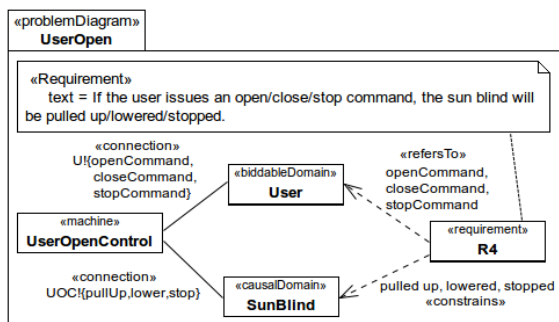 «problemDiagram»
UserOpen
«Requirement»
text = If the user issues an open/close/stop command, the sun blind will
be pulled up/lowered/stopped.
«connection»
U!{openCommand,
closeCommand,
stopCommand}
«biddableDomain»
User
«refersTo»
openCommand,
closeCommand,
stopCommand
«machine»
UserOpenControl
«requirement»
R4
«connection»
UOC!{pullUp,lower,stop}
«causalDomain»
SunBlind
pulled up, lowered, stopped
«constrains»